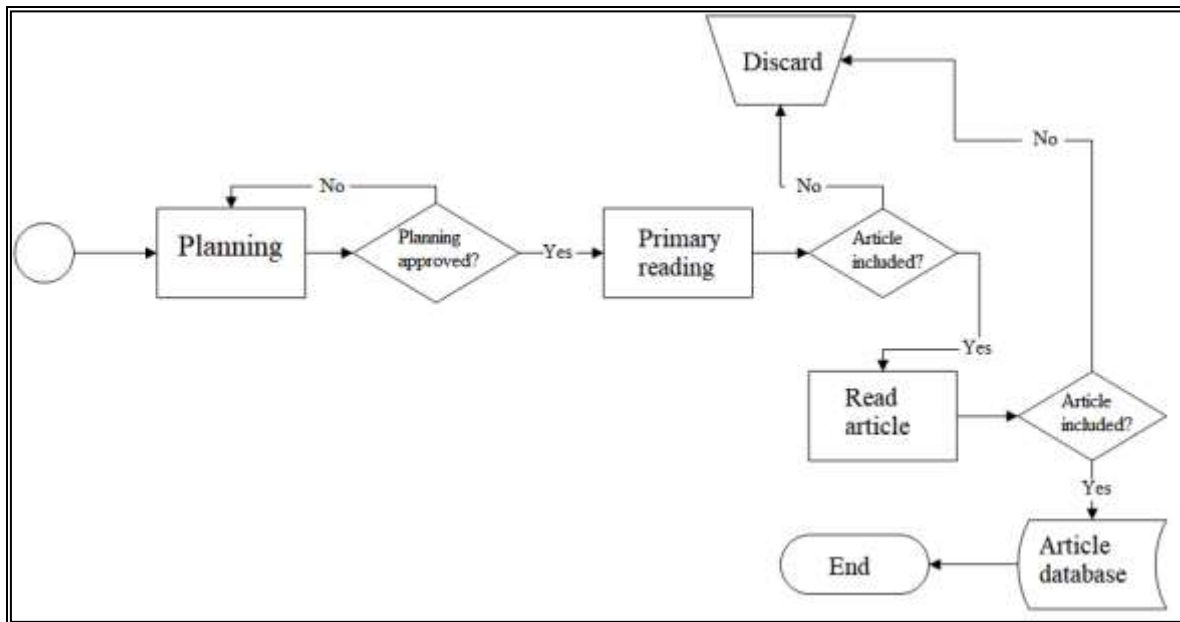 Discard
No
No
No
Planning
Planning
approved?
Yes
Primary
reading
Article
included?
Yes
Read
article
Article
included?
Yes
Article
database
End